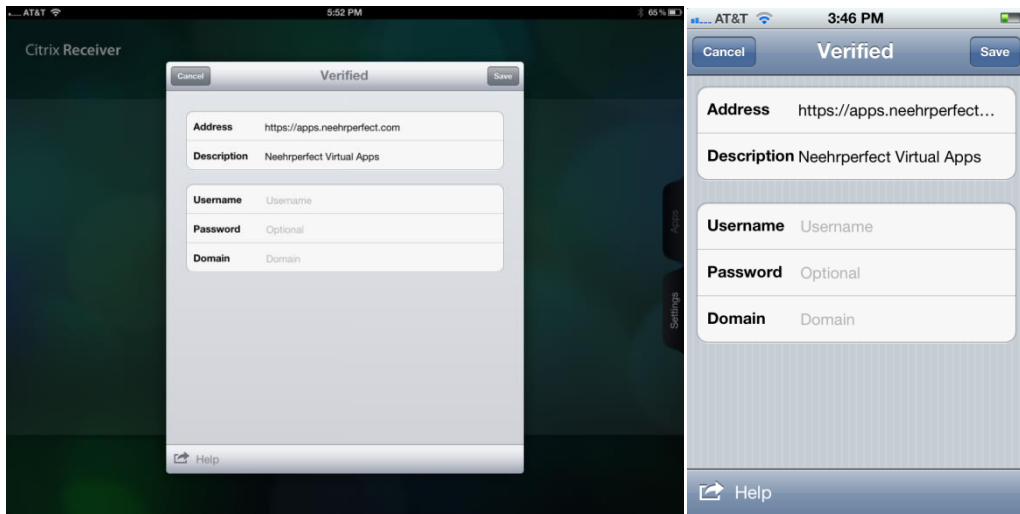 AT&T 5:52 PM 65%
Citrix Receiver
Cancel Verified Save
Address https://apps.neehrperfect.com
Description Neehrperfect Virtual Apps
Username Username
Password Optional
Domain Domain
Apps
Settings
Help
AT&T 3:46 PM
Cancel Verified Save
Address https://apps.neehrperfect...
Description Neehrperfect Virtual Apps
Username Username
Password Optional
Domain Domain
Help